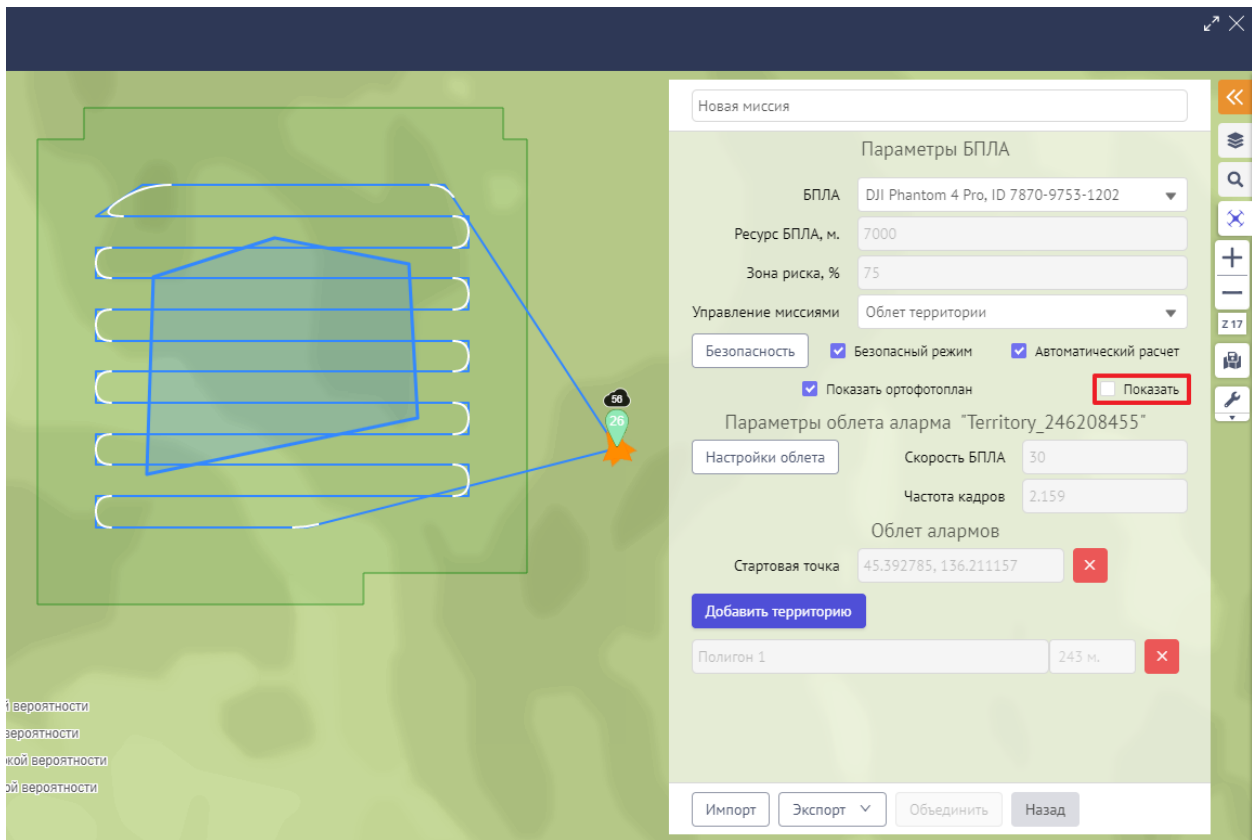 Новая миссия
Параметры БПЛА
БПЛА DJI Phantom 4 Pro, ID 7870-9753-1202
Ресурс БПЛА, м. 7000
Зона риска, % 75
Управление миссиями Облет территории
Z 17
Безопасность Безопасный режим Автоматический расчет
Показать ортофотоплан Показать
56
26
Параметры облета аларма "Territory_246208455"
Настройки облета Скорость БПЛА 30
Частота кадров 2.159
Облет алармов
Стартовая точка 45.392785, 136.211157
Добавить территорию
Полигон 1 243 м.
й вероятности
вероятности
кой вероятности
ой вероятности
Импорт Экспорт Объединить Назад